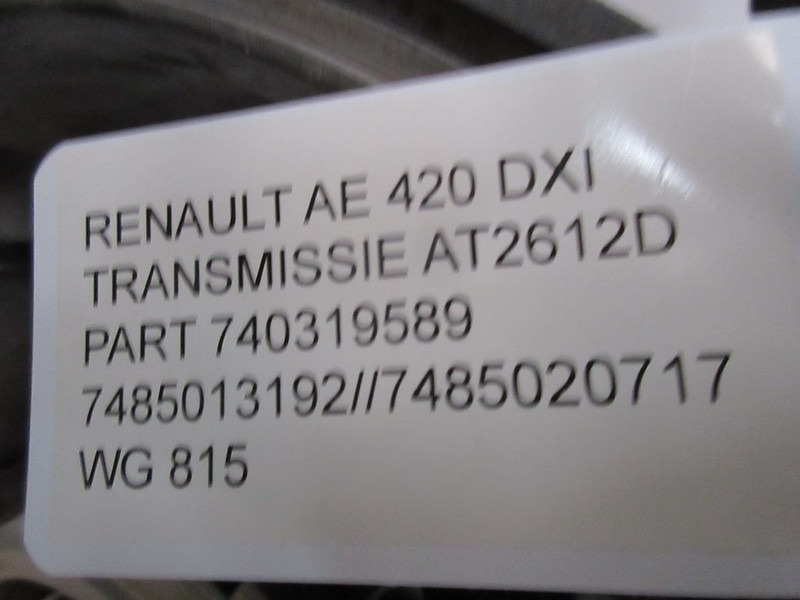 RENAULT AE 420 DXI
TRANSMISSIE AT2612D
PART 740319589
7485013192//7485020717
WG 815